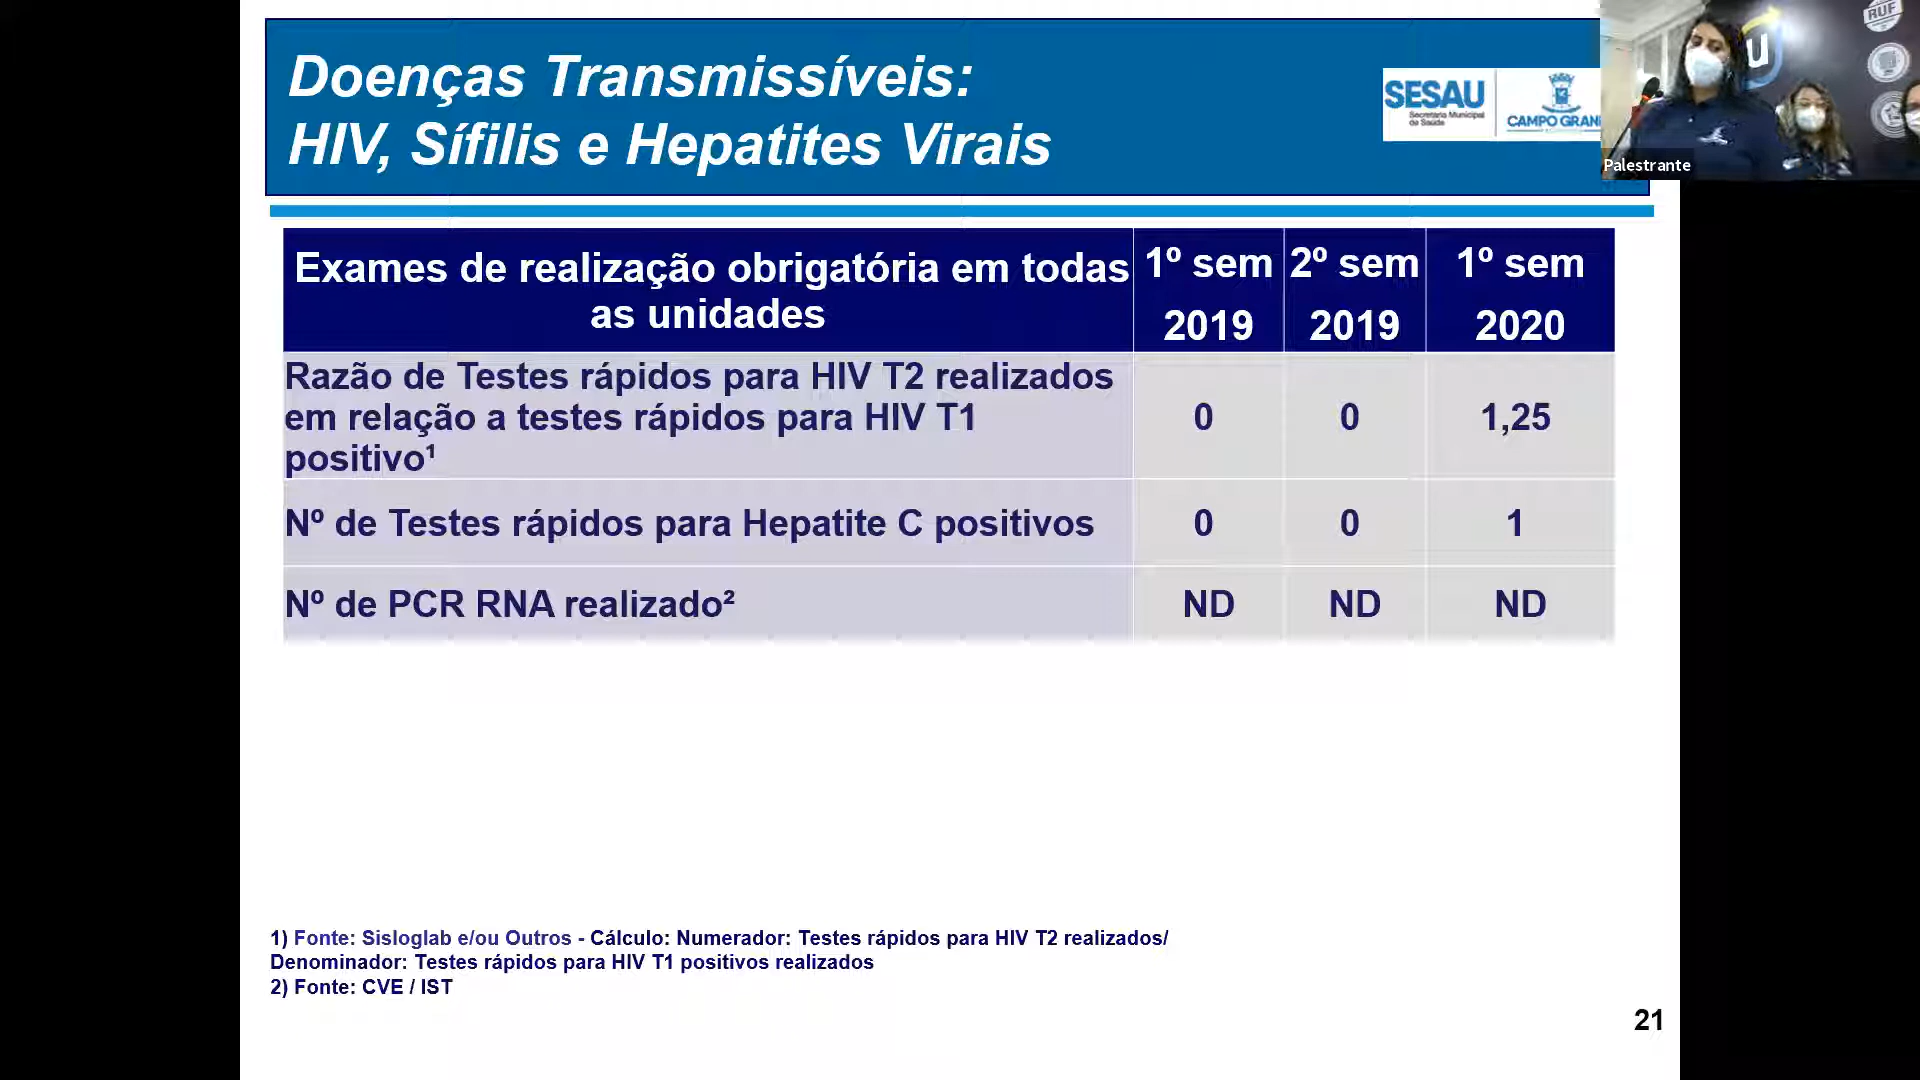 Doenças Transmissíveis:
HIV, Sífilis e Hepatites Virais
SESAU
Secretaria Municipal
da Saúde
CAMPO GRAN
RUF
U
Palestrante
Exames de realização obrigatória em todas
as unidades
1º sem
2019
2º sem
2019
1º sem
2020
Razão de Testes rápidos para HIV T2 realizados
em relação a testes rápidos para HIV T1
positivo¹
0
0
1,25
Nº de Testes rápidos para Hepatite C positivos
0
0
1
Nº de PCR RNA realizado²
ND
ND
ND
1) Fonte: Sisloglab e/ou Outros - Cálculo: Numerador: Testes rápidos para HIV T2 realizados/
Denominador: Testes rápidos para HIV T1 positivos realizados
2) Fonte: CVE / IST
21